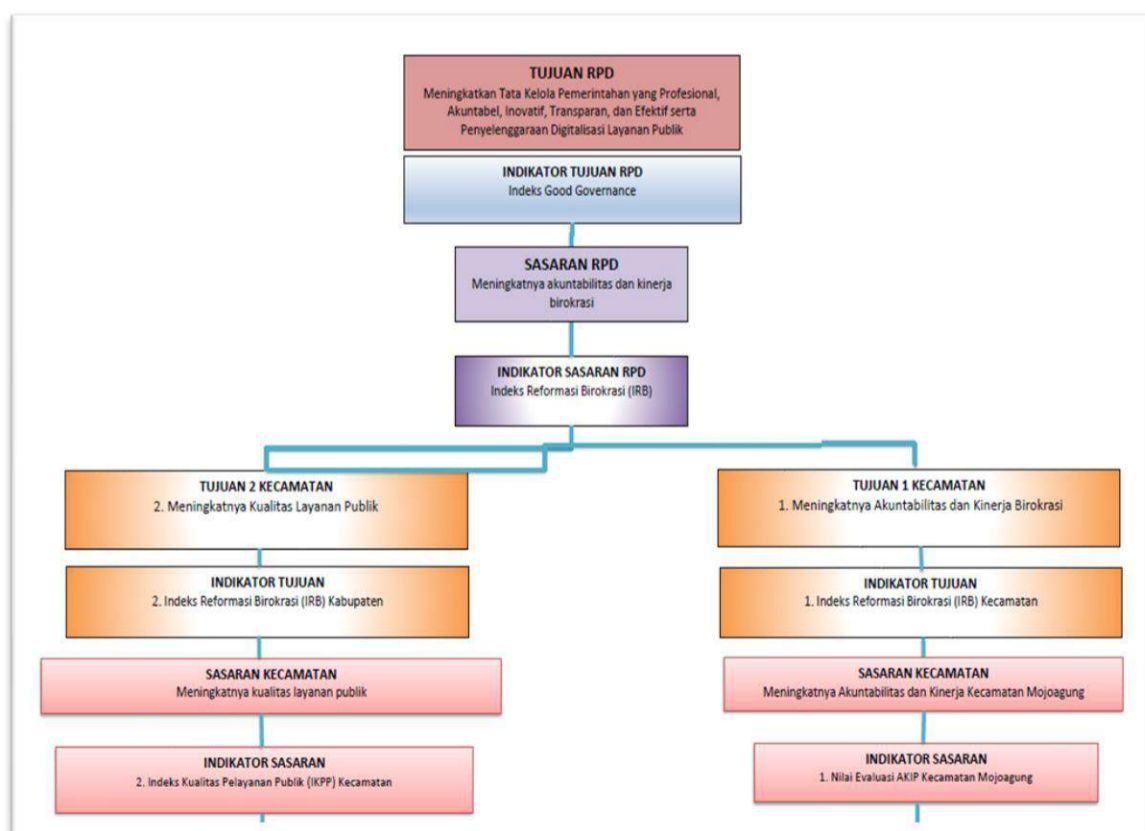 TUJUAN RPD
Meningkatkan Tata Kelola Pemerintahan yang Profesional,
Akuntabel, Inovatif, Transparan, dan Efektif serta
Penyelenggaraan Digitalisasi Layanan Publik
INDIKATOR TUJUAN RPD
Indeks Good Governance
SASARAN RPD
Meningkatnya akuntabilitas dan kinerja
birokrasi
INDIKATOR SASARAN RPD
Indeks Reformasi Birokrasi (IRB)
TUJUAN 2 KECAMATAN
2. Meningkatnya Kualitas Layanan Publik
INDIKATOR TUJUAN
2. Indeks Reformasi Birokrasi (IRB) Kabupaten
SASARAN KECAMATAN
Meningkatnya kualitas layanan publik
INDIKATOR SASARAN
2. Indeks Kualitas Pelayanan Publik (IKPP) Kecamatan
TUJUAN 1 KECAMATAN
1. Meningkatnya Akuntabilitas dan Kinerja Birokrasi
INDIKATOR TUJUAN
1. Indeks Reformasi Birokrasi (IRB) Kecamatan
SASARAN KECAMATAN
Meningkatnya Akuntabilitas dan Kinerja Kecamatan Mojoagung
INDIKATOR SASARAN
1. Nilai Evaluasi AKIP Kecamatan Mojoagung